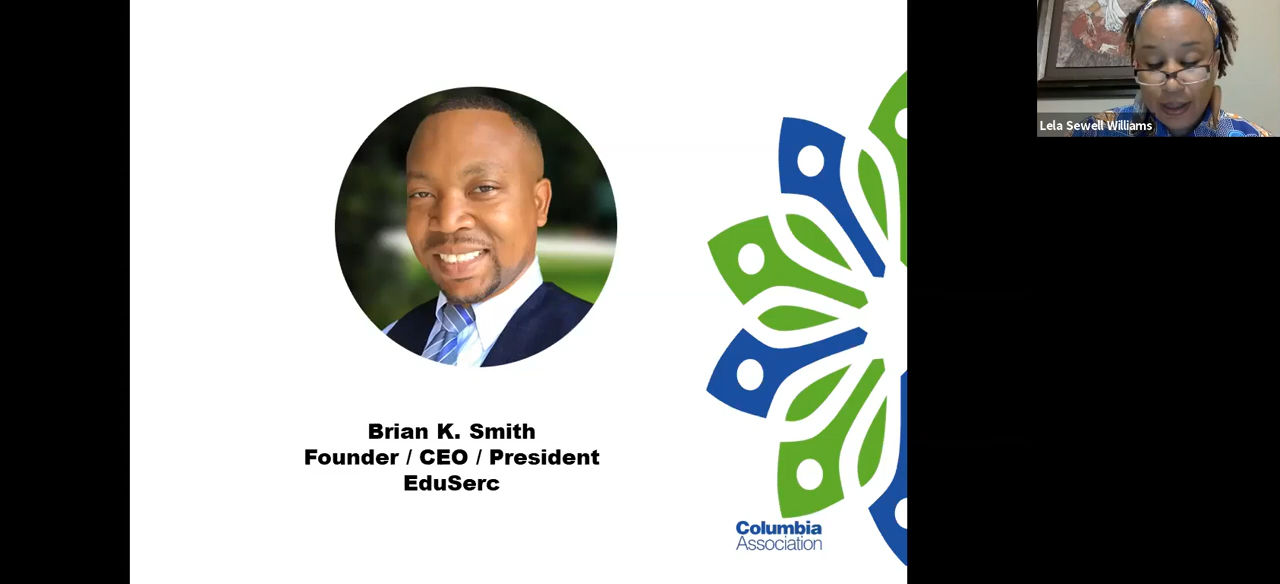 Lela Sewell Williams
Brian K. Smith
Founder / CEO / President
EduSerc
Columbia
Association